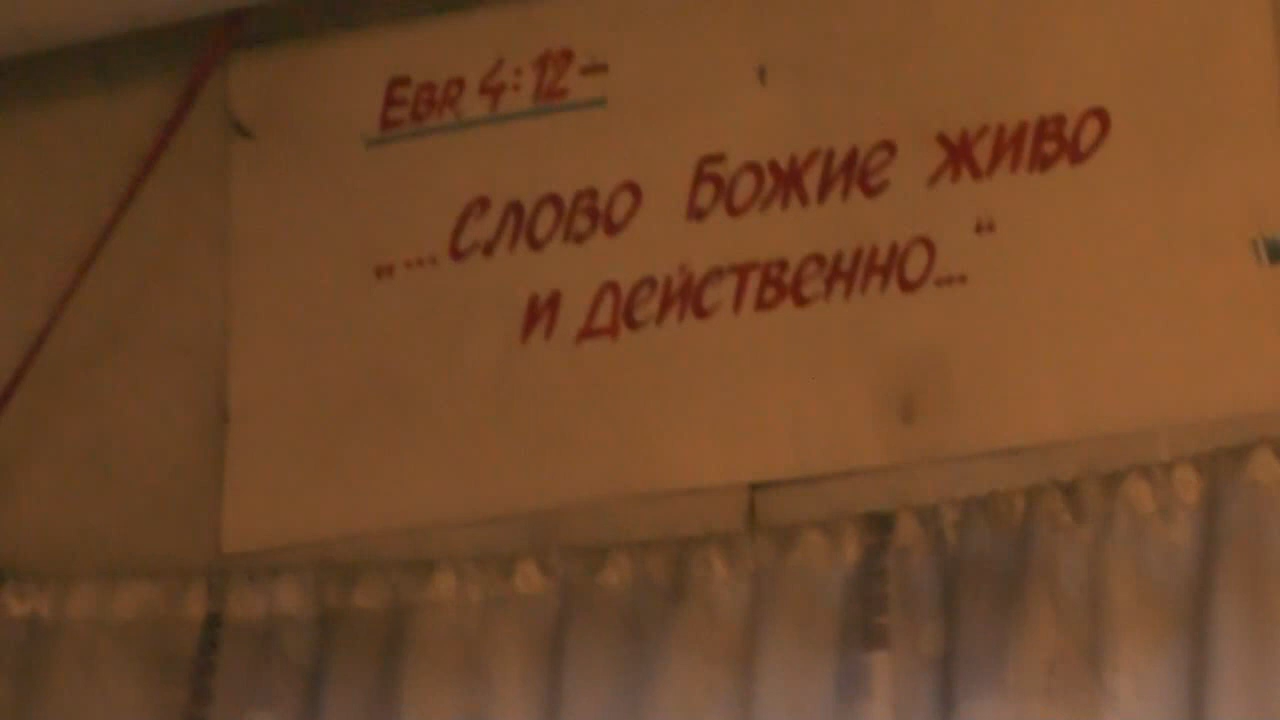 Евр 4:12-
„...Слово Божие живо
и действенно...“